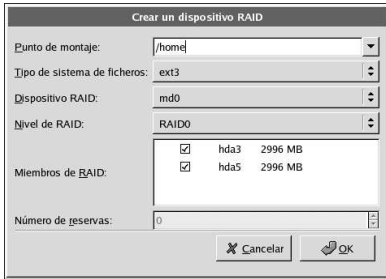 Crear un dispositivo RAID
Punto de montaje: /home
Tipo de sistema de ficheros: ext3
Dispositivo RAID: md0
Nivel de RAID: RAID0
hda3 2996 MB
hda5 2996 MB
Miembros de RAID:
Número de reservas: 0
Cancelar OK